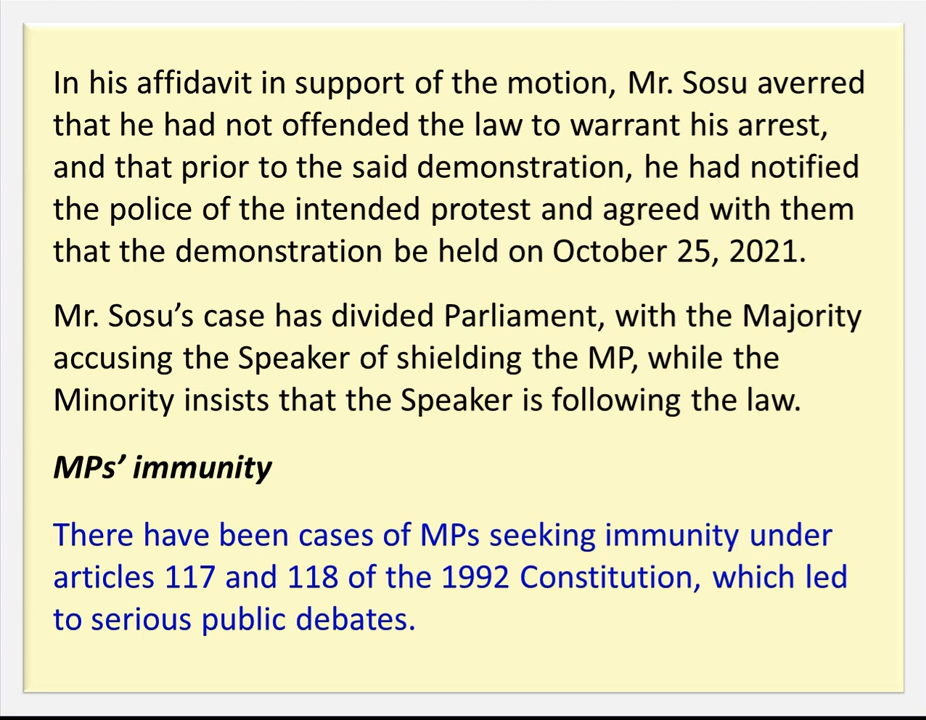 In his affidavit in support of the motion, Mr. Sosu averred
that he had not offended the law to warrant his arrest,
and that prior to the said demonstration, he had notified
the police of the intended protest and agreed with them
that the demonstration be held on October 25, 2021.
Mr. Sosu’s case has divided Parliament, with the Majority
accusing the Speaker of shielding the MP, while the
Minority insists that the Speaker is following the law.
MPs’ immunity
There have been cases of MPs seeking immunity under
articles 117 and 118 of the 1992 Constitution, which led
to serious public debates.